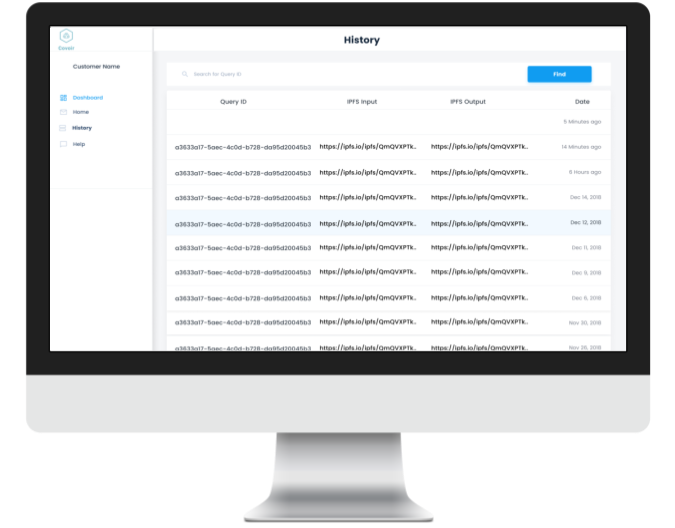 History
Customer Name
Dashboard
Home
History
Help
Search for Query ID
Find
Query ID IPFS Input IPFS Output Date
5 Minutes ago
a3633a17-5aec-4c0d-b728-da95d20045b3 https://ipfs.io/ipfs/QmQVXPTk.. https://ipfs.io/ipfs/QmQVXPTk.. 14 Minutes ago
a3633a17-5aec-4c0d-b728-da95d20045b3 https://ipfs.io/ipfs/QmQVXPTk.. https://ipfs.io/ipfs/QmQVXPTk.. 6 Hours ago
a3633a17-5aec-4c0d-b728-da95d20045b3 https://ipfs.io/ipfs/QmQVXPTk.. https://ipfs.io/ipfs/QmQVXPTk.. Dec 14, 2018
a3633a17-5aec-4c0d-b728-da95d20045b3 https://ipfs.io/ipfs/QmQVXPTk.. https://ipfs.io/ipfs/QmQVXPTk.. Dec 12, 2018
a3633a17-5aec-4c0d-b728-da95d20045b3 https://ipfs.io/ipfs/QmQVXPTk.. https://ipfs.io/ipfs/QmQVXPTk.. Dec 11, 2018
a3633a17-5aec-4c0d-b728-da95d20045b3 https://ipfs.io/ipfs/QmQVXPTk.. https://ipfs.io/ipfs/QmQVXPTk.. Dec 9, 2018
a3633a17-5aec-4c0d-b728-da95d20045b3 https://ipfs.io/ipfs/QmQVXPTk.. https://ipfs.io/ipfs/QmQVXPTk.. Dec 9, 2018
a3633a17-5aec-4c0d-b728-da95d20045b3 https://ipfs.io/ipfs/QmQVXPTk.. https://ipfs.io/ipfs/QmQVXPTk.. Nov 30, 2018
a3633a17-5aec-4c0d-b728-da95d20045b3 https://ipfs.io/ipfs/QmQVXPTk.. https://ipfs.io/ipfs/QmQVXPTk.. Nov 28, 2018